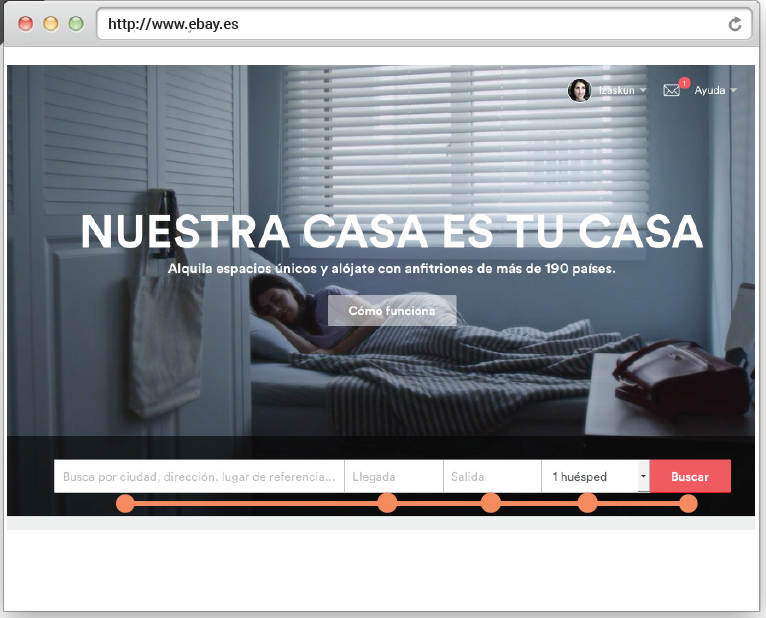 http://www.ebay.es
Izaskun
1
Ayuda
NUESTRA CASA ES TU CASA
Alquila espacios únicos y alójate con anfitriones de más de 190 países.
Cómo funciona
Busca por ciudad, dirección, lugar de referencia...
Llegada
Salida
1 huésped
Buscar